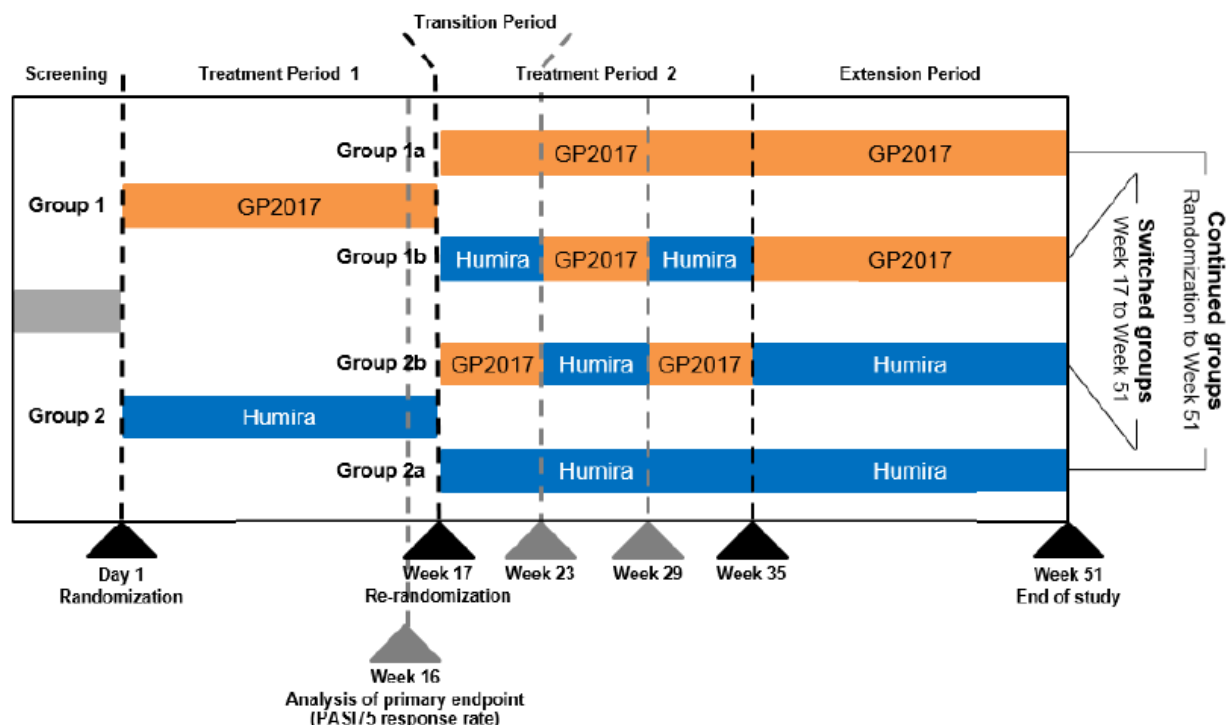 Transition Period
Screening
Treatment Period 1
Treatment Period 2
Extension Period
Group 1a
GP2017
GP2017
Group 1
GP2017
Group 1b
Humira
GP2017
Humira
GP2017
Group 2b
GP2017
Humira
GP2017
Humira
Group 2
Humira
Group 2a
Humira
Humira
Switched groups
Week 17 to Week 51
Continued groups
Randomization to Week 51
Day 1
Randomization
Week 17
Re-randomization
Week 23
Week 29
Week 35
Week 51
End of study
Week 16
Analysis of primary endpoint
(PASI75 response rate)